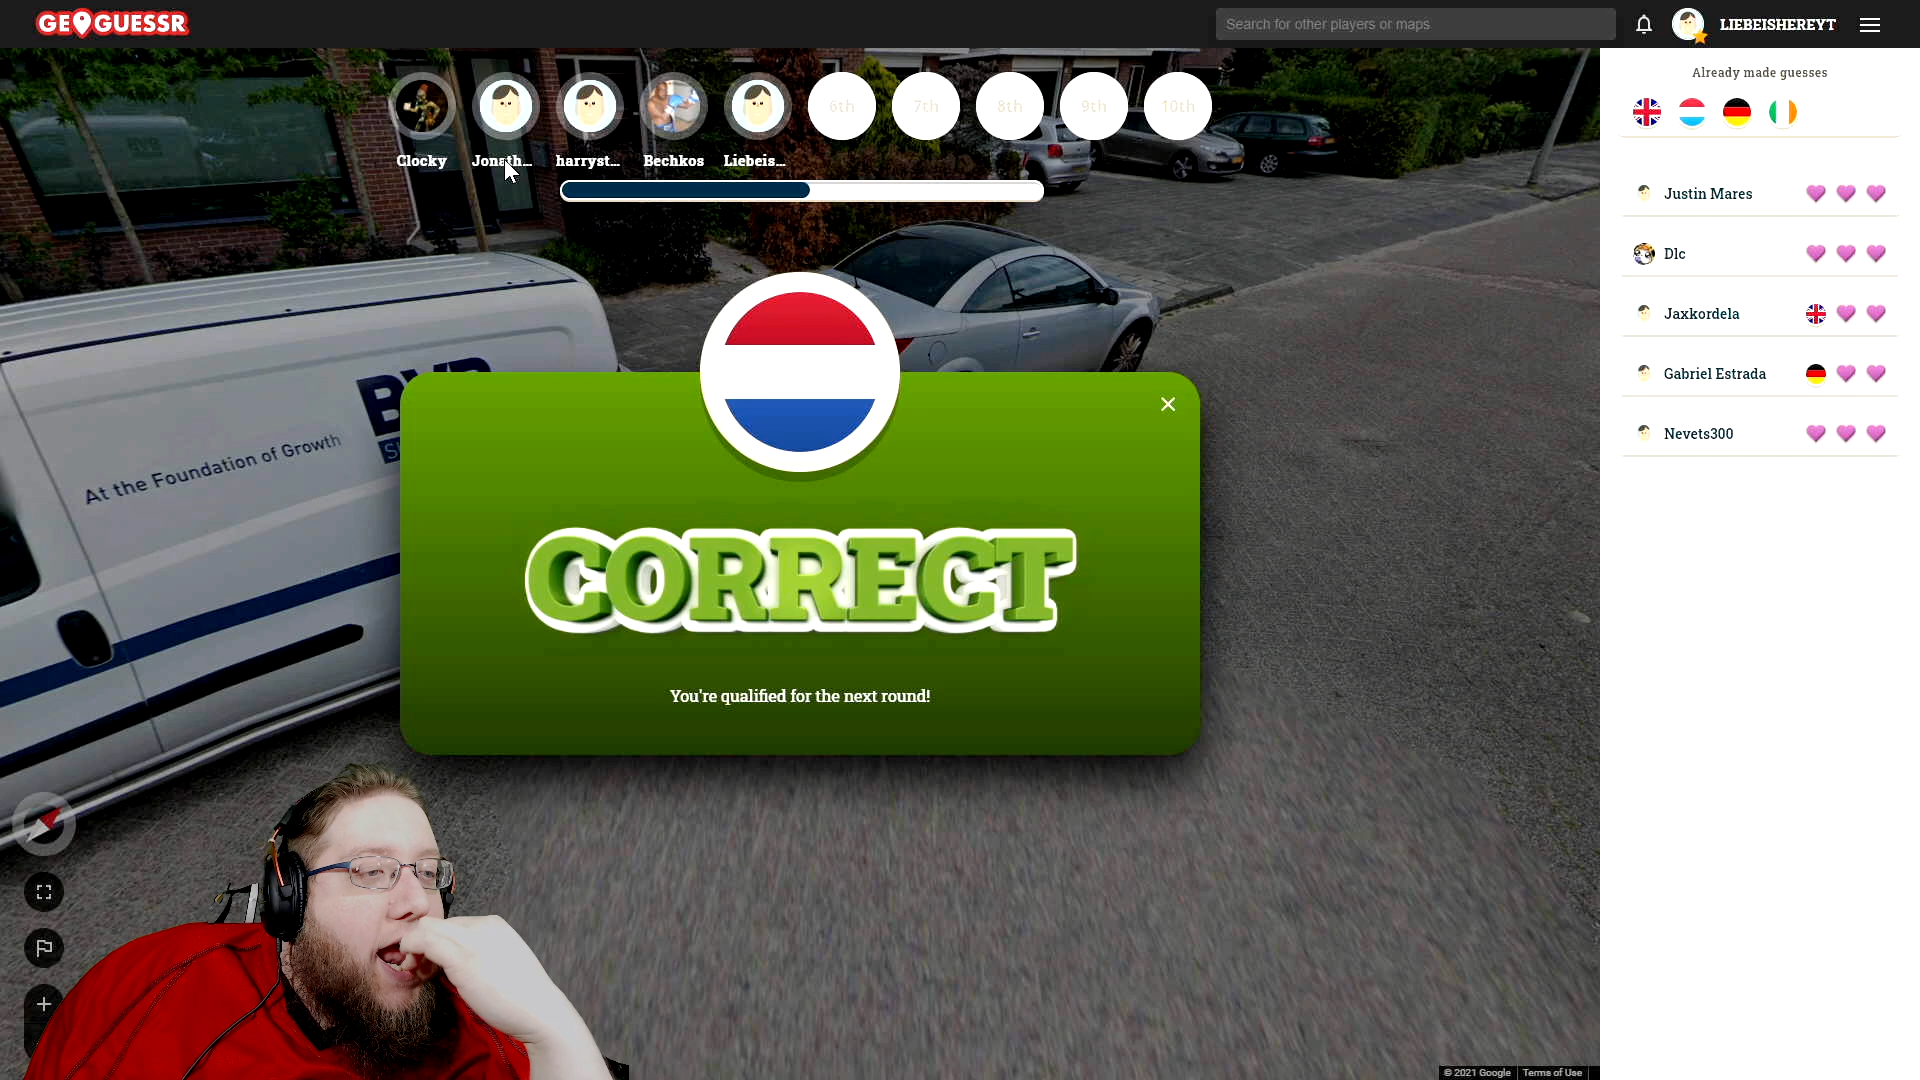 GEOGUESSR
Search for other players or maps
LIEBEISHEREYT
Already made guesses
6th
7th
8th
9th
10th
Clocky
Jonath...
harryst...
Bechkos
Liebeis...
Justin Mares
Dlc
Jaxkordela
Gabriel Estrada
Nevets300
At the Foundation of Growth
CORRECT
You're qualified for the next round!
© 2021 Google
Terms of Use